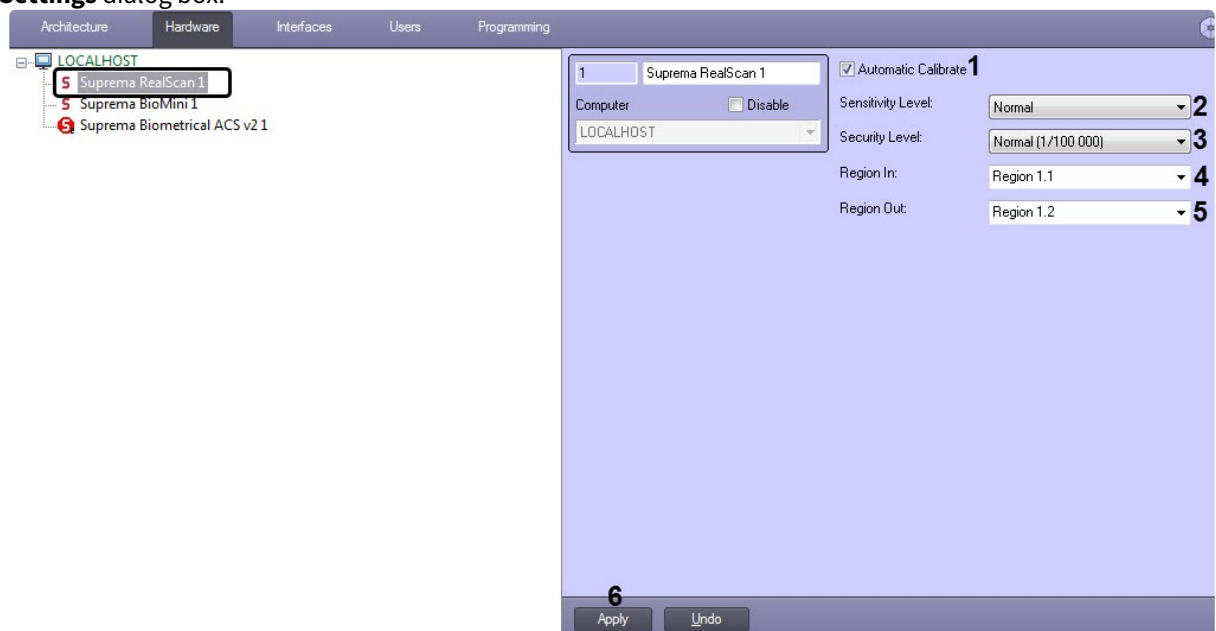 Settings dialog box.
Architecture Hardware Interfaces Users Programming
LOCALHOST
Suprema RealScan 1
Suprema BioMini 1
Suprema Biometrical ACS v2 1
1 Suprema RealScan 1
Computer Disable
LOCALHOST
Automatic Calibrate 1
Sensitivity Level: Normal 2
Security Level: Normal (1/100 000) 3
Region In: Region 1.1 4
Region Out: Region 1.2 5
6
Apply Undo